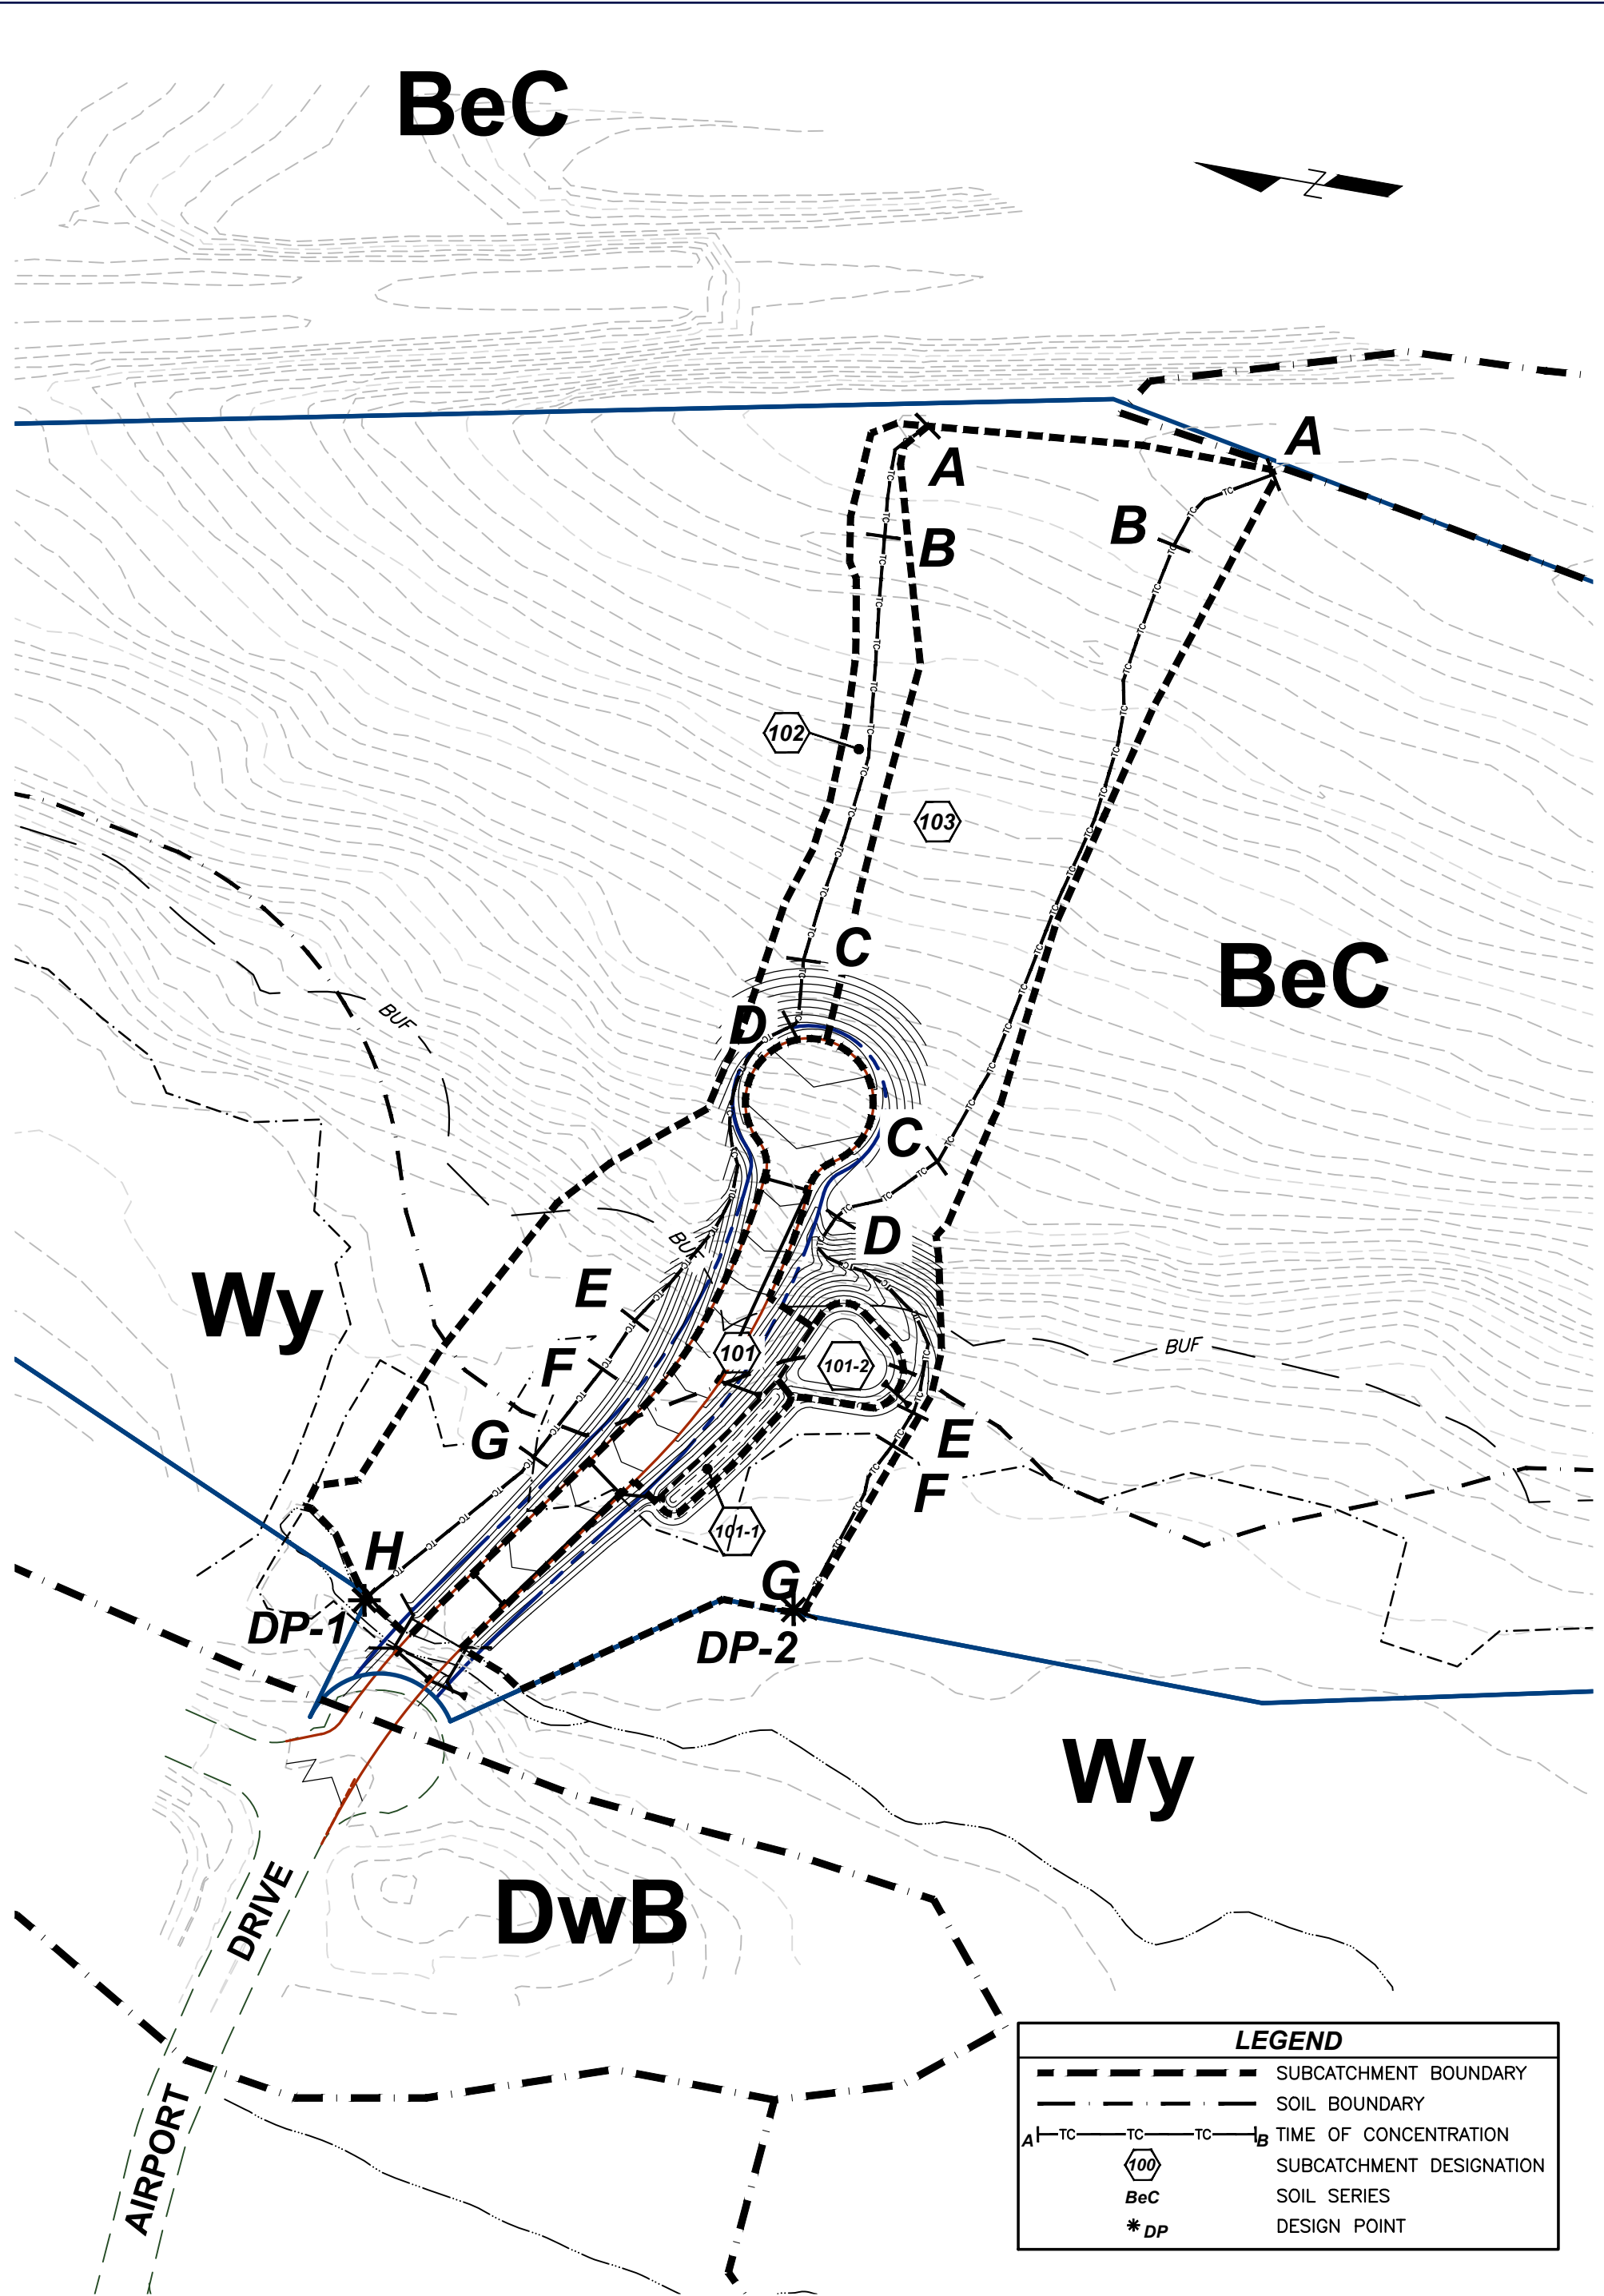 BeC
A
A
B
B
102
103
C
BeC
BUF
D
C
D
BUF
Wy
E
BUF
101
101-2
F
G
E
F
101-1
H
G
DP-1
DP-2
Wy
DwB
AIRPORT DRIVE
LEGEND
SUBCATCHMENT BOUNDARY
SOIL BOUNDARY
A TC TC TC B TIME OF CONCENTRATION
100 SUBCATCHMENT DESIGNATION
BeC SOIL SERIES
DP DESIGN POINT